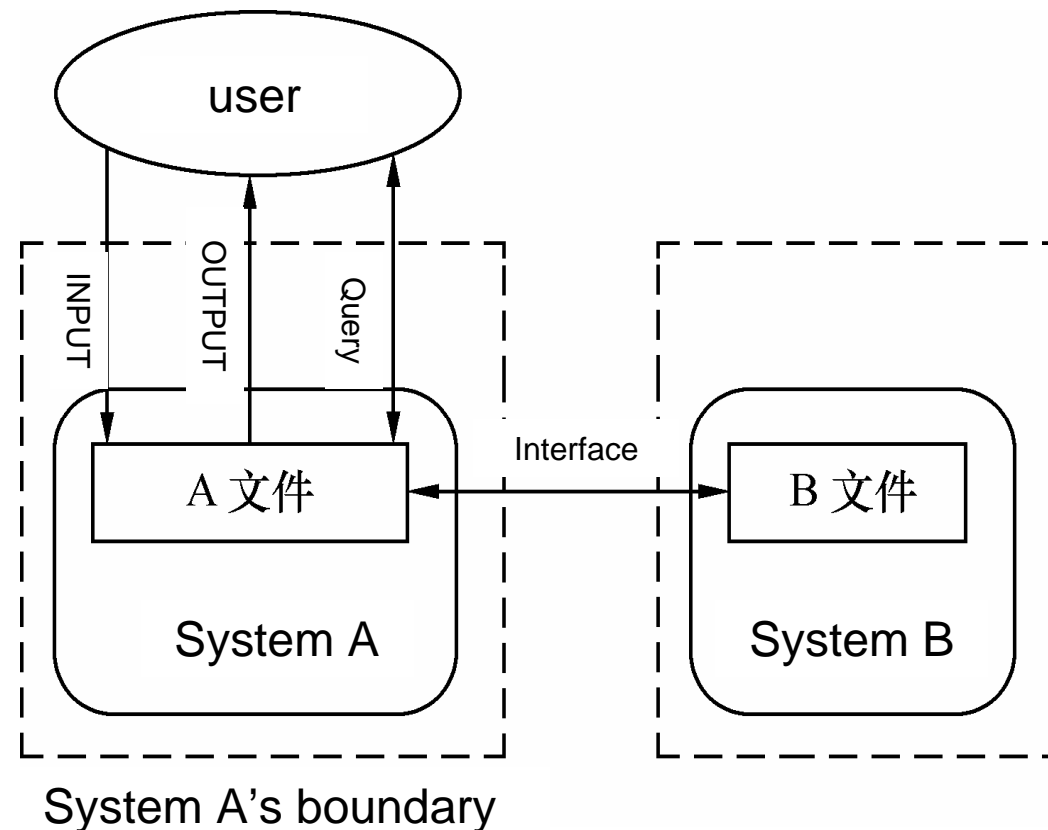 user
INPUT
OUTPUT
Query
Interface
A 文件
B 文件
System A
System B
System A's boundary